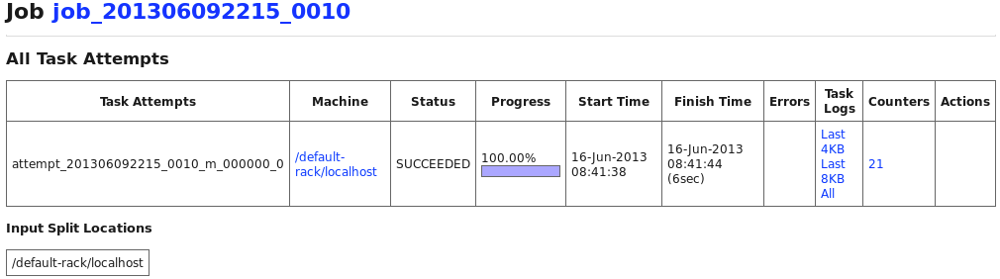 Job job_201306092215_0010
All Task Attempts
Task Attempts Machine Status Progress Start Time Finish Time Errors Task Logs Counters Actions
attempt_201306092215_0010_m_000000_0
/default-
rack/localhost
SUCCEEDED
100.00%
16-Jun-2013
08:41:38
16-Jun-2013
08:41:44
(6sec)
Last
4KB
Last
8KB
All
21
Input Split Locations
/default-rack/localhost